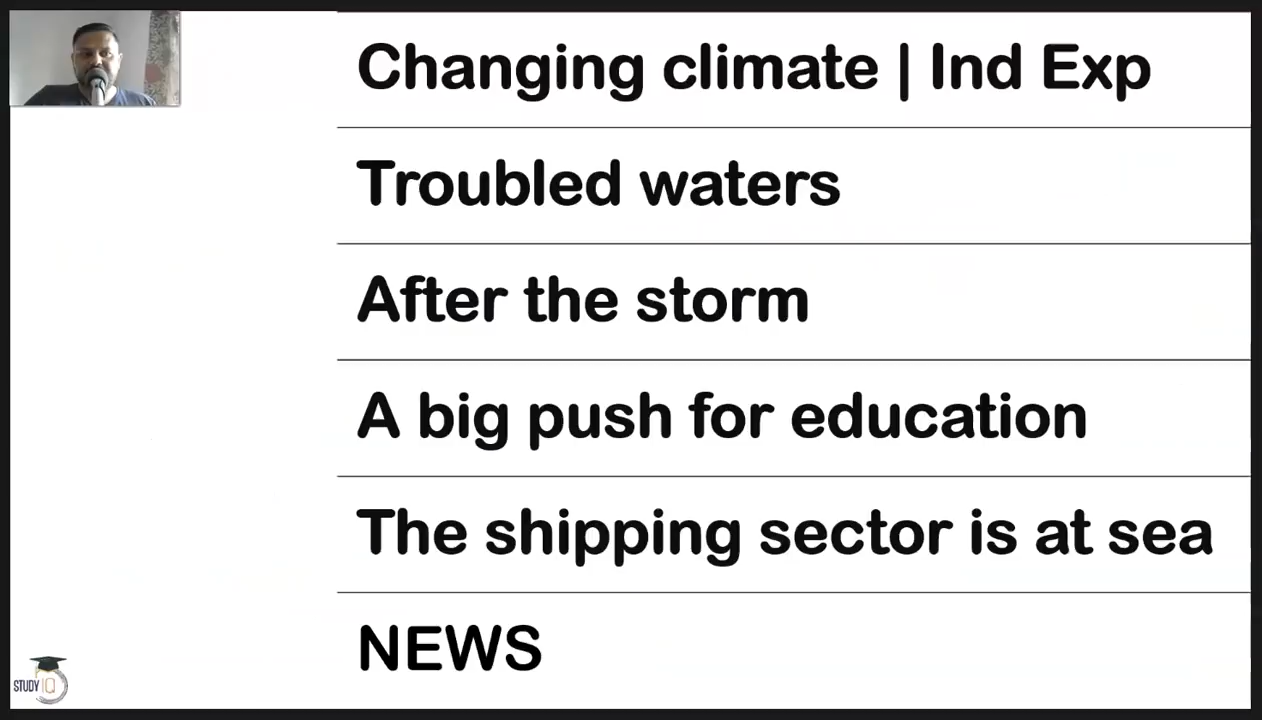 Changing climate | Ind Exp
Troubled waters
After the storm
A big push for education
The shipping sector is at sea
NEWS
STUDY IQ